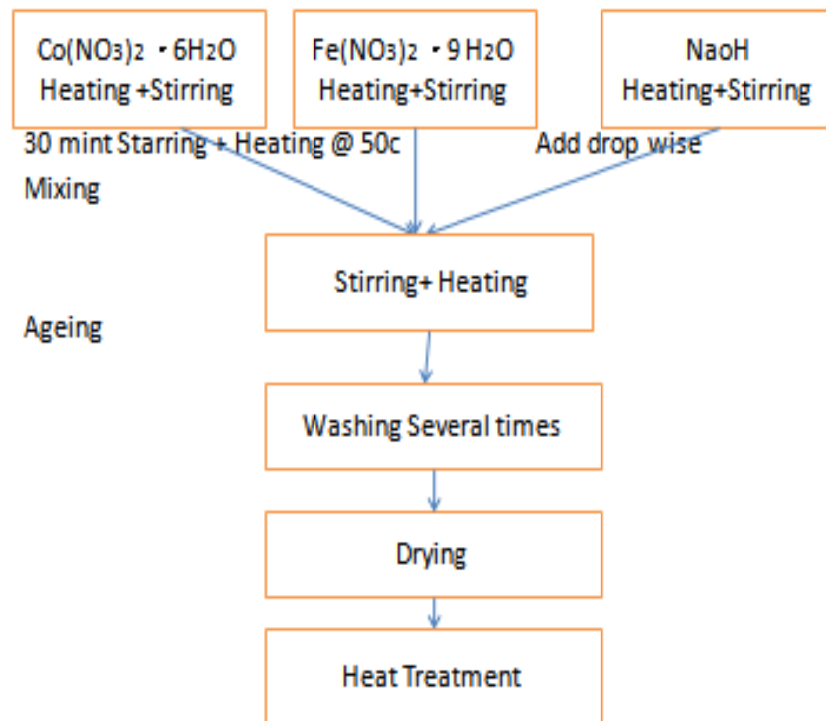 Co(NO3)2 · 6H2O
Heating +Stirring
Fe(NO3)2 · 9 H2O
Heating+Stirring
NaoH
Heating+Stirring
30 mint Starring + Heating @ 50c
Add drop wise
Mixing
Stirring+ Heating
Ageing
Washing Several times
Drying
Heat Treatment